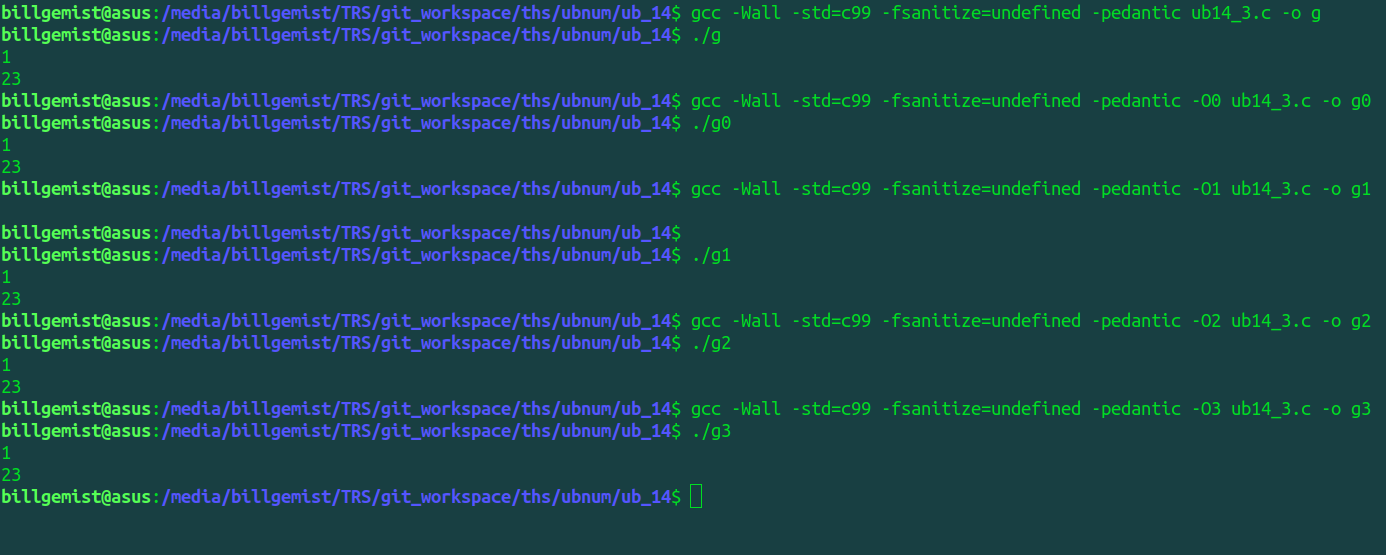 billgemist@asus:/media/billgemist/TRS/git_workspace/ths/ubnum/ub_14$ gcc -Wall -std=c99 -fsanitize=undefined -pedantic ub14_3.c -o g
billgemist@asus:/media/billgemist/TRS/git_workspace/ths/ubnum/ub_14$ ./g
1
23
billgemist@asus:/media/billgemist/TRS/git_workspace/ths/ubnum/ub_14$ gcc -Wall -std=c99 -fsanitize=undefined -pedantic -O0 ub14_3.c -o g0
billgemist@asus:/media/billgemist/TRS/git_workspace/ths/ubnum/ub_14$ ./g0
1
23
billgemist@asus:/media/billgemist/TRS/git_workspace/ths/ubnum/ub_14$ gcc -Wall -std=c99 -fsanitize=undefined -pedantic -O1 ub14_3.c -o g1
billgemist@asus:/media/billgemist/TRS/git_workspace/ths/ubnum/ub_14$
billgemist@asus:/media/billgemist/TRS/git_workspace/ths/ubnum/ub_14$ ./g1
1
23
billgemist@asus:/media/billgemist/TRS/git_workspace/ths/ubnum/ub_14$ gcc -Wall -std=c99 -fsanitize=undefined -pedantic -O2 ub14_3.c -o g2
billgemist@asus:/media/billgemist/TRS/git_workspace/ths/ubnum/ub_14$ ./g2
1
23
billgemist@asus:/media/billgemist/TRS/git_workspace/ths/ubnum/ub_14$ gcc -Wall -std=c99 -fsanitize=undefined -pedantic -O3 ub14_3.c -o g3
billgemist@asus:/media/billgemist/TRS/git_workspace/ths/ubnum/ub_14$ ./g3
1
23
billgemist@asus:/media/billgemist/TRS/git_workspace/ths/ubnum/ub_14$